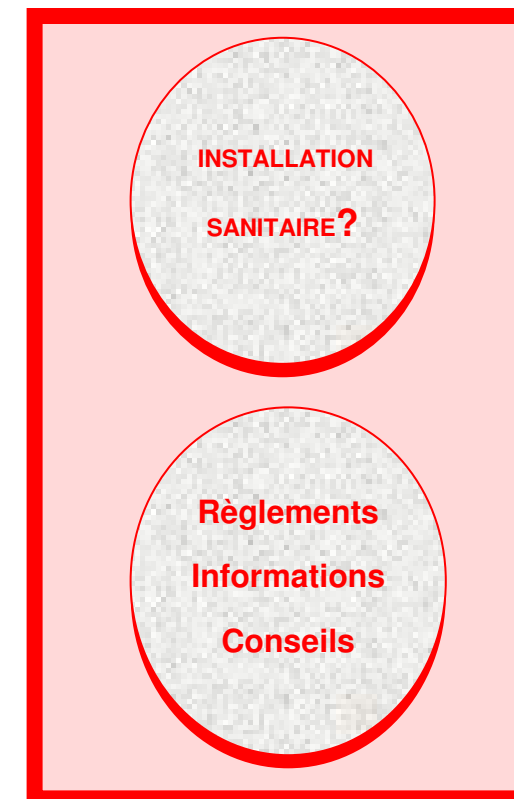 INSTALLATION
SANITAIRE?
Règlements
Informations
Conseils